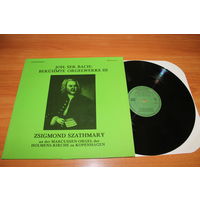 JOH. SEB. BACH:
BERÜHMTE ORGELWERKE III
ZSIGMOND SZATHMARY
an der MARCUSSEN-ORGEL der
HOLMENS-KIRCHE zu KOPENHAGEN